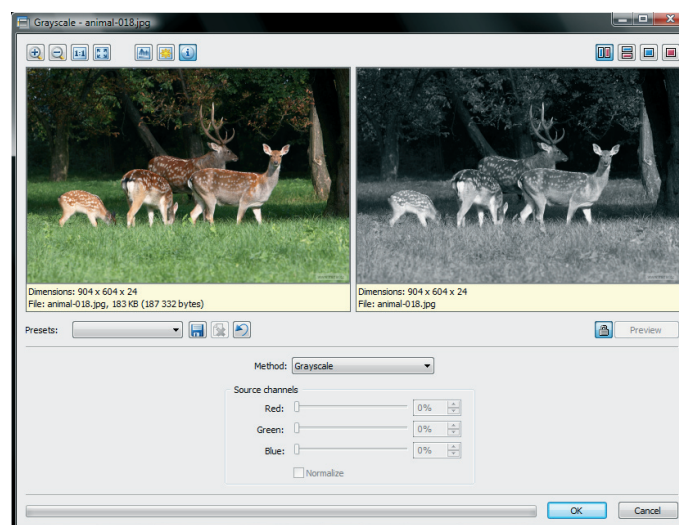 Grayscale - animal-018.jpg
1:1
Dimensions: 904 x 604 x 24
File: animal-018.jpg, 183 KB (187 332 bytes)
Dimensions: 904 x 604 x 24
File: animal-018.jpg
Presets:
Preview
Method: Grayscale
Source channels
Red: 0%
Green: 0%
Blue: 0%
Normalize
OK Cancel